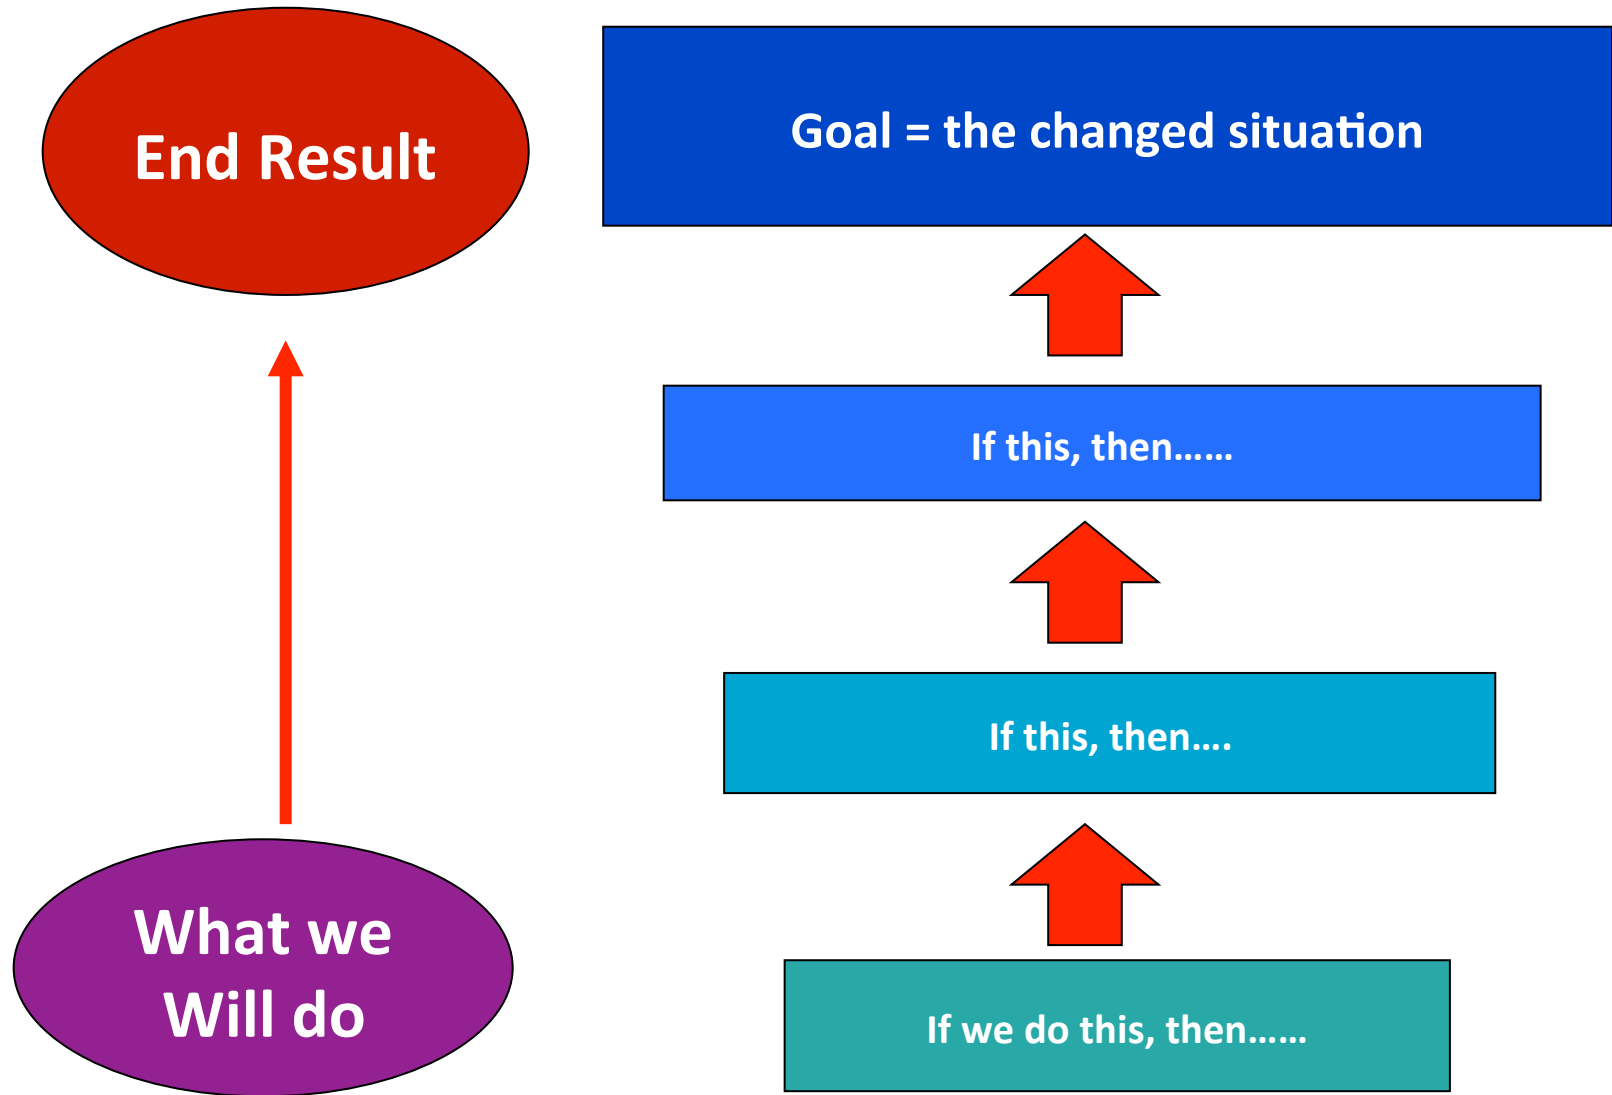 End Result
Goal = the changed situation
If this, then……
If this, then….
What we
Will do
If we do this, then……